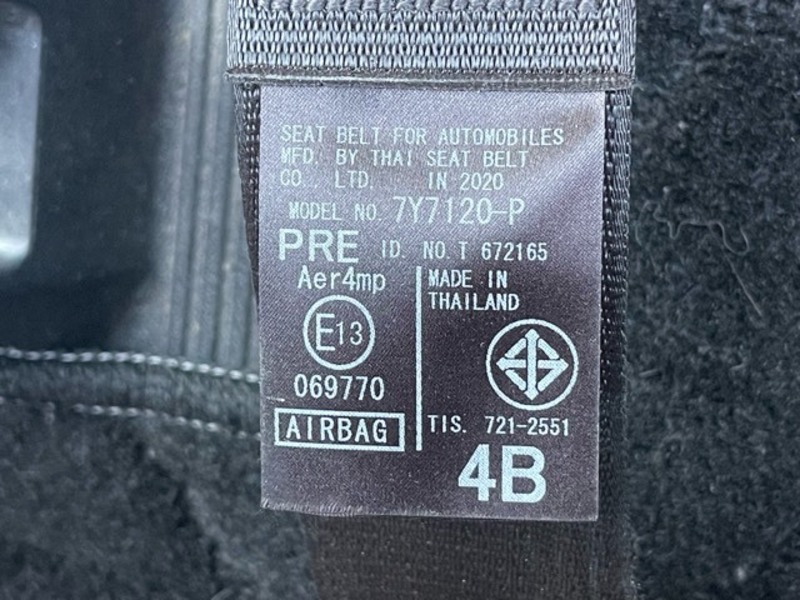 SEAT BELT FOR AUTOMOBILES
MFD. BY THAI SEAT BELT
CO., LTD. IN 2020
MODEL NO. 7Y7120-P
PRE ID. NO. T 672165
Aer4mp
E13
069770
AIRBAG
MADE IN
THAILAND
TIS. 721-2551
4B